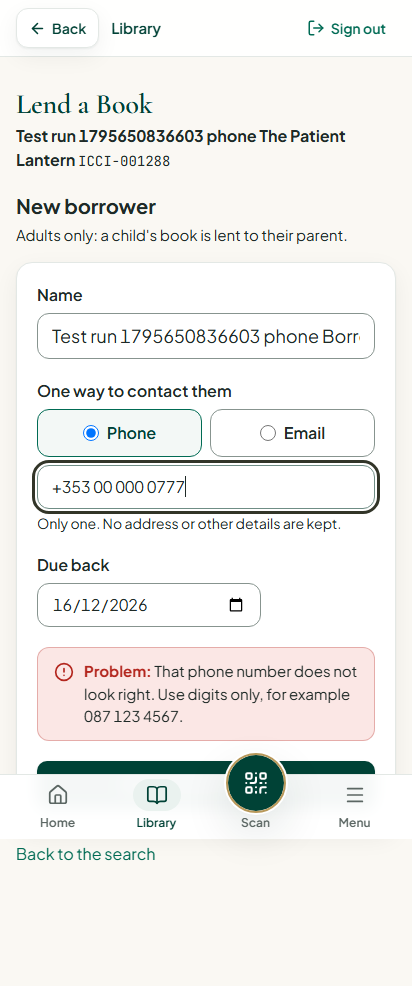 Back
Library
Sign out
Lend a Book
Test run 1795650836603 phone The Patient
Lantern ICCI-001288
New borrower
Adults only: a child's book is lent to their parent.
Name
Test run 1795650836603 phone Borr
One way to contact them
Phone
Email
+353 00 000 0777
Only one. No address or other details are kept.
Due back
16/12/2026
Problem: That phone number does not
look right. Use digits only, for example
087 123 4567.
Home
Library
Scan
Menu
Back to the search